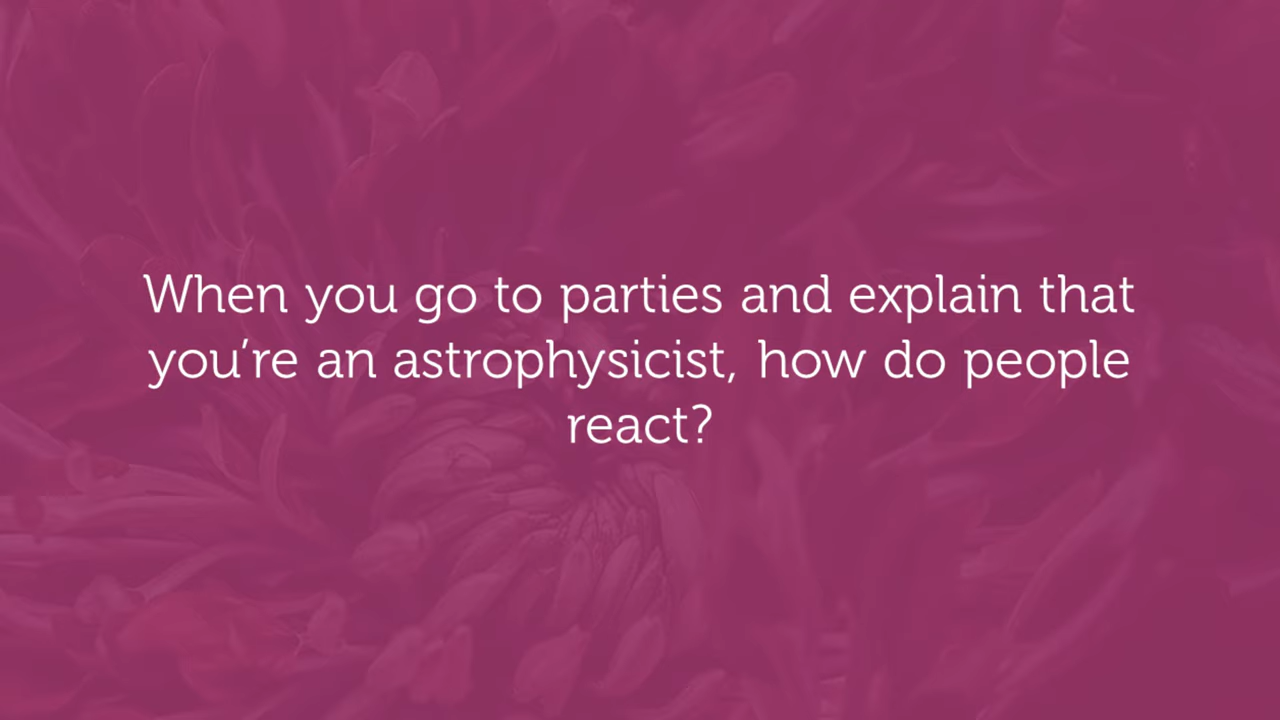 When you go to parties and explain that
you’re an astrophysicist, how do people
react?